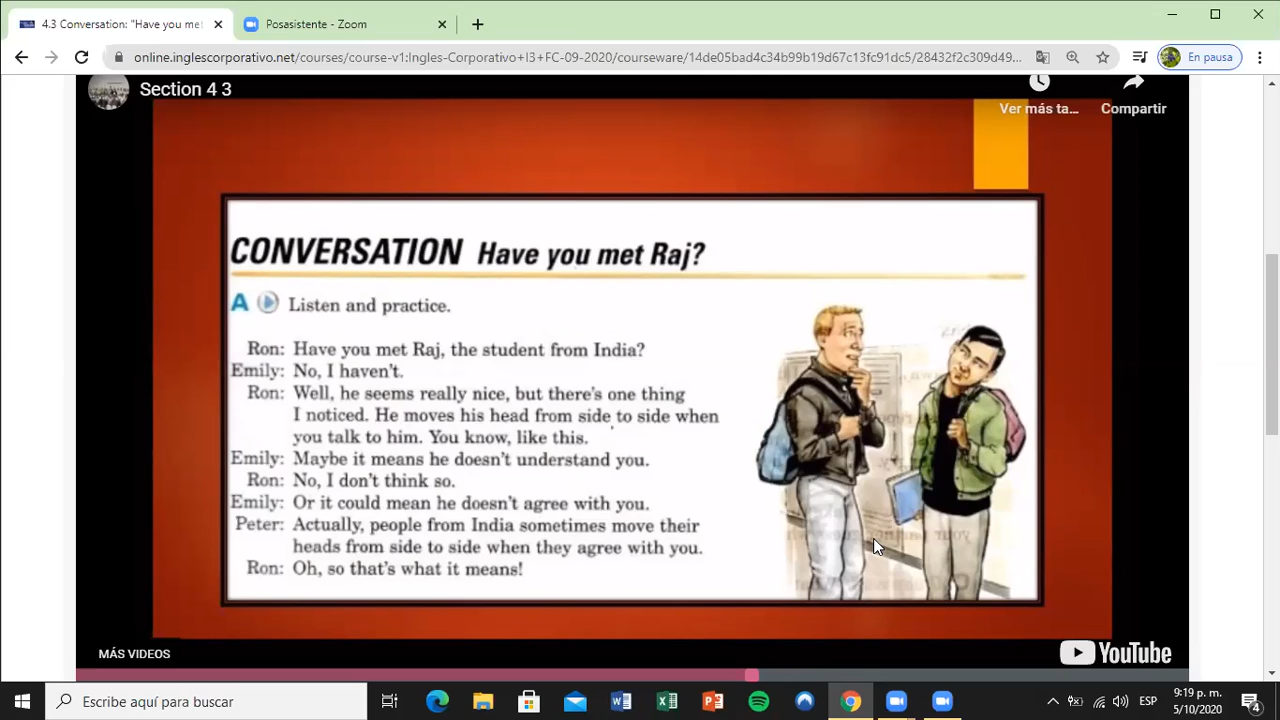 4.3 Conversation: "Have you met
Posasistente - Zoom
online.inglescorporativo.net/courses/course-v1:Ingles-Corporativo+I3+FC-09-2020/courseware/14de05bad4c34b99b19d67c13fc91dc5/28432f2c309d49...
En pausa
Section 4 3
Ver más ta...
Compartir
CONVERSATION Have you met Raj?
A Listen and practice.
Ron: Have you met Raj, the student from India?
Emily: No, I haven't.
Ron: Well, he seems really nice, but there's one thing
I noticed. He moves his head from side to side when
you talk to him. You know, like this.
Emily: Maybe it means he doesn't understand you.
Ron: No, I don't think so.
Emily: Or it could mean he doesn't agree with you.
Peter: Actually, people from India sometimes move their
heads from side to side when they agree with you.
Ron: Oh, so that's what it means!
MÁS VIDEOS
YouTube
Escribe aquí para buscar
ESP
9:19 p. m.
5/10/2020
4